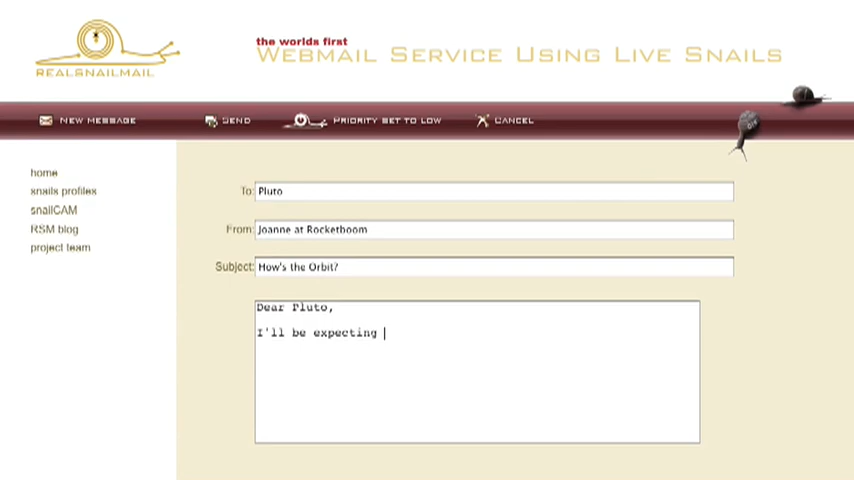 the worlds first
REALSNAILMAIL
WEBMAIL SERVICE USING LIVE SNAILS
NEW MESSAGE
SEND
PRIORITY SET TO LOW
CANCEL
home
snails profiles
snailCAM
RSM blog
project team
To: Pluto
From: Joanne at Rocketboom
Subject: How's the Orbit?
Dear Pluto,
I'll be expecting